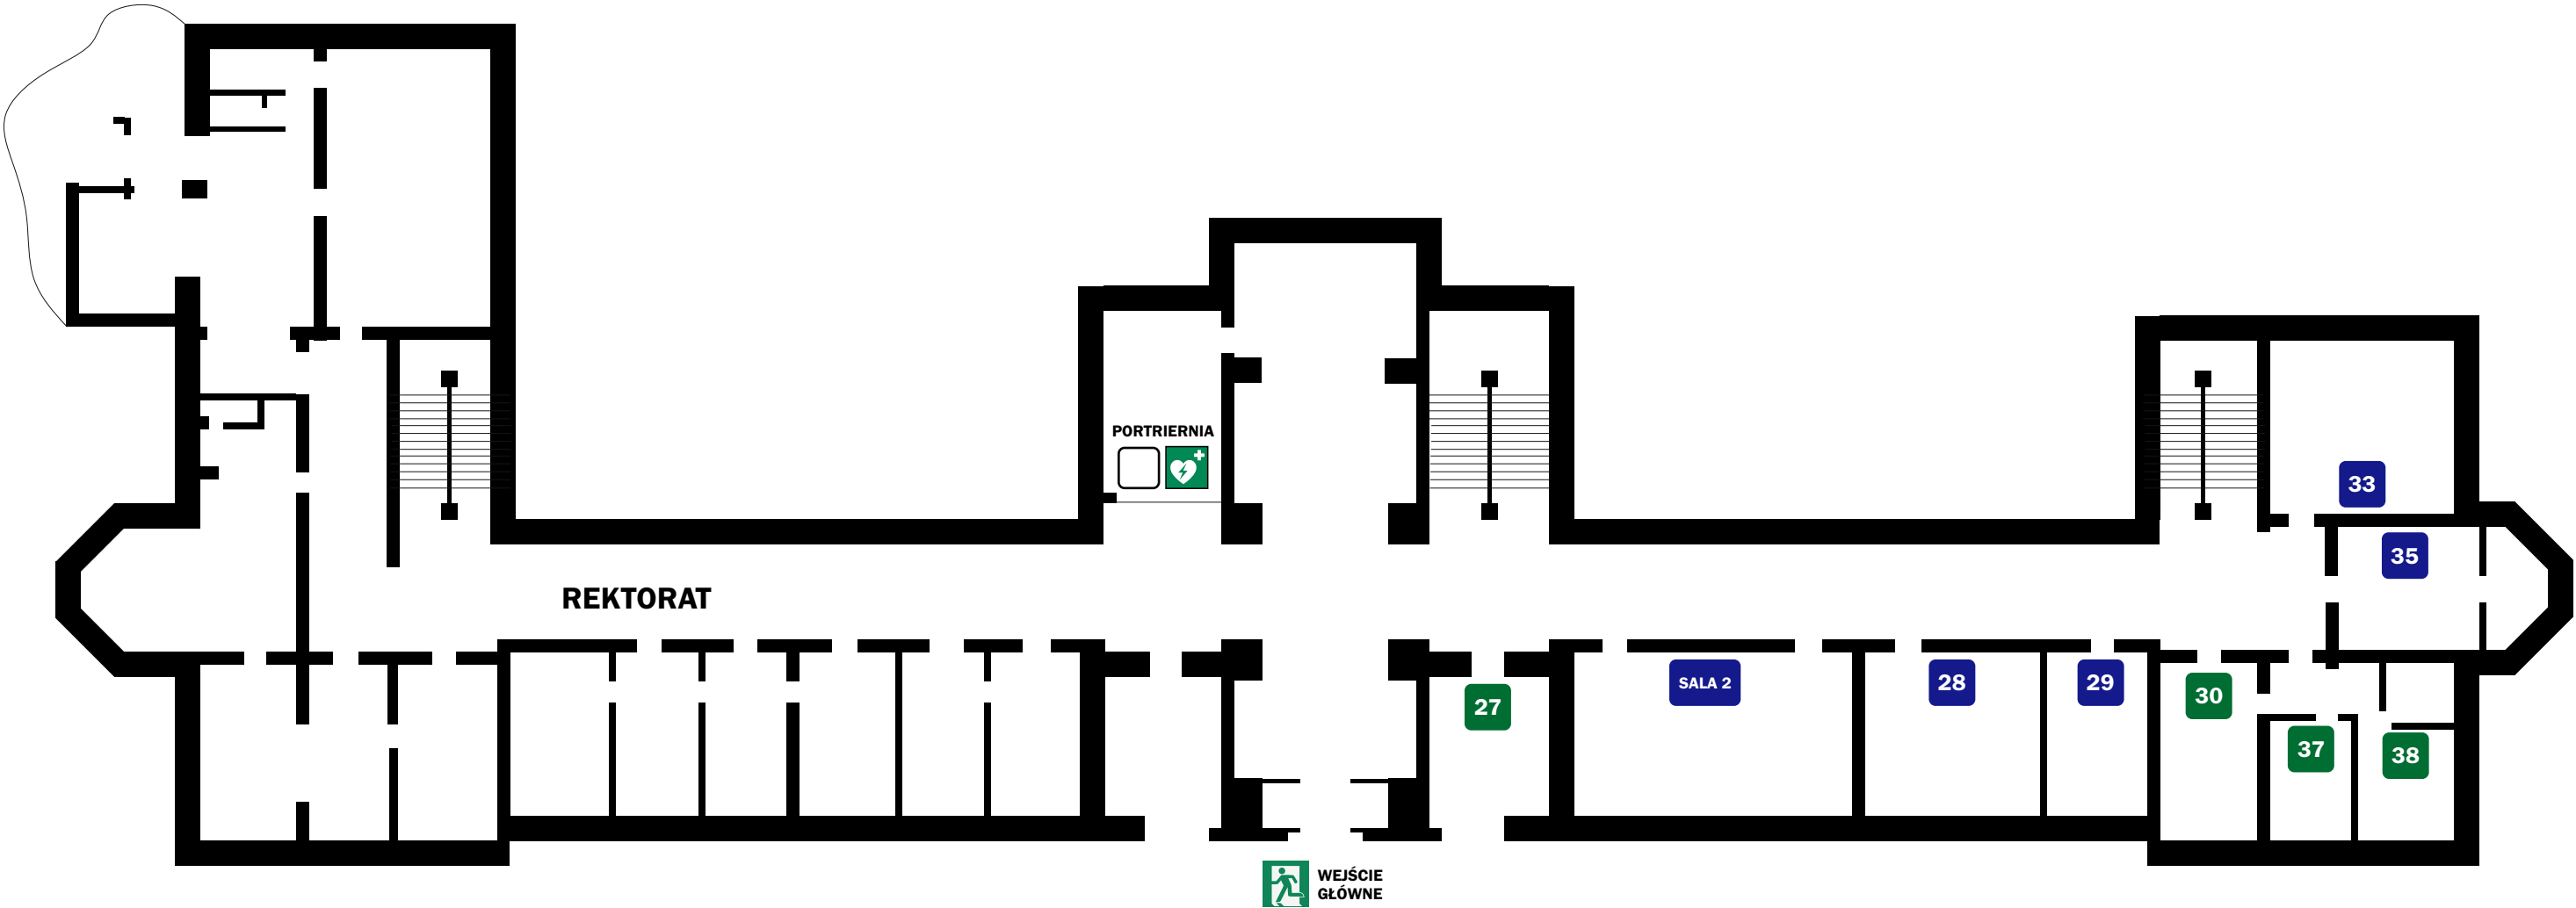 PORTRIERNIA
33
35
REKTORAT
SALA 2
28
29
30
27
37
38
WEJŚCIE
GŁÓWNE